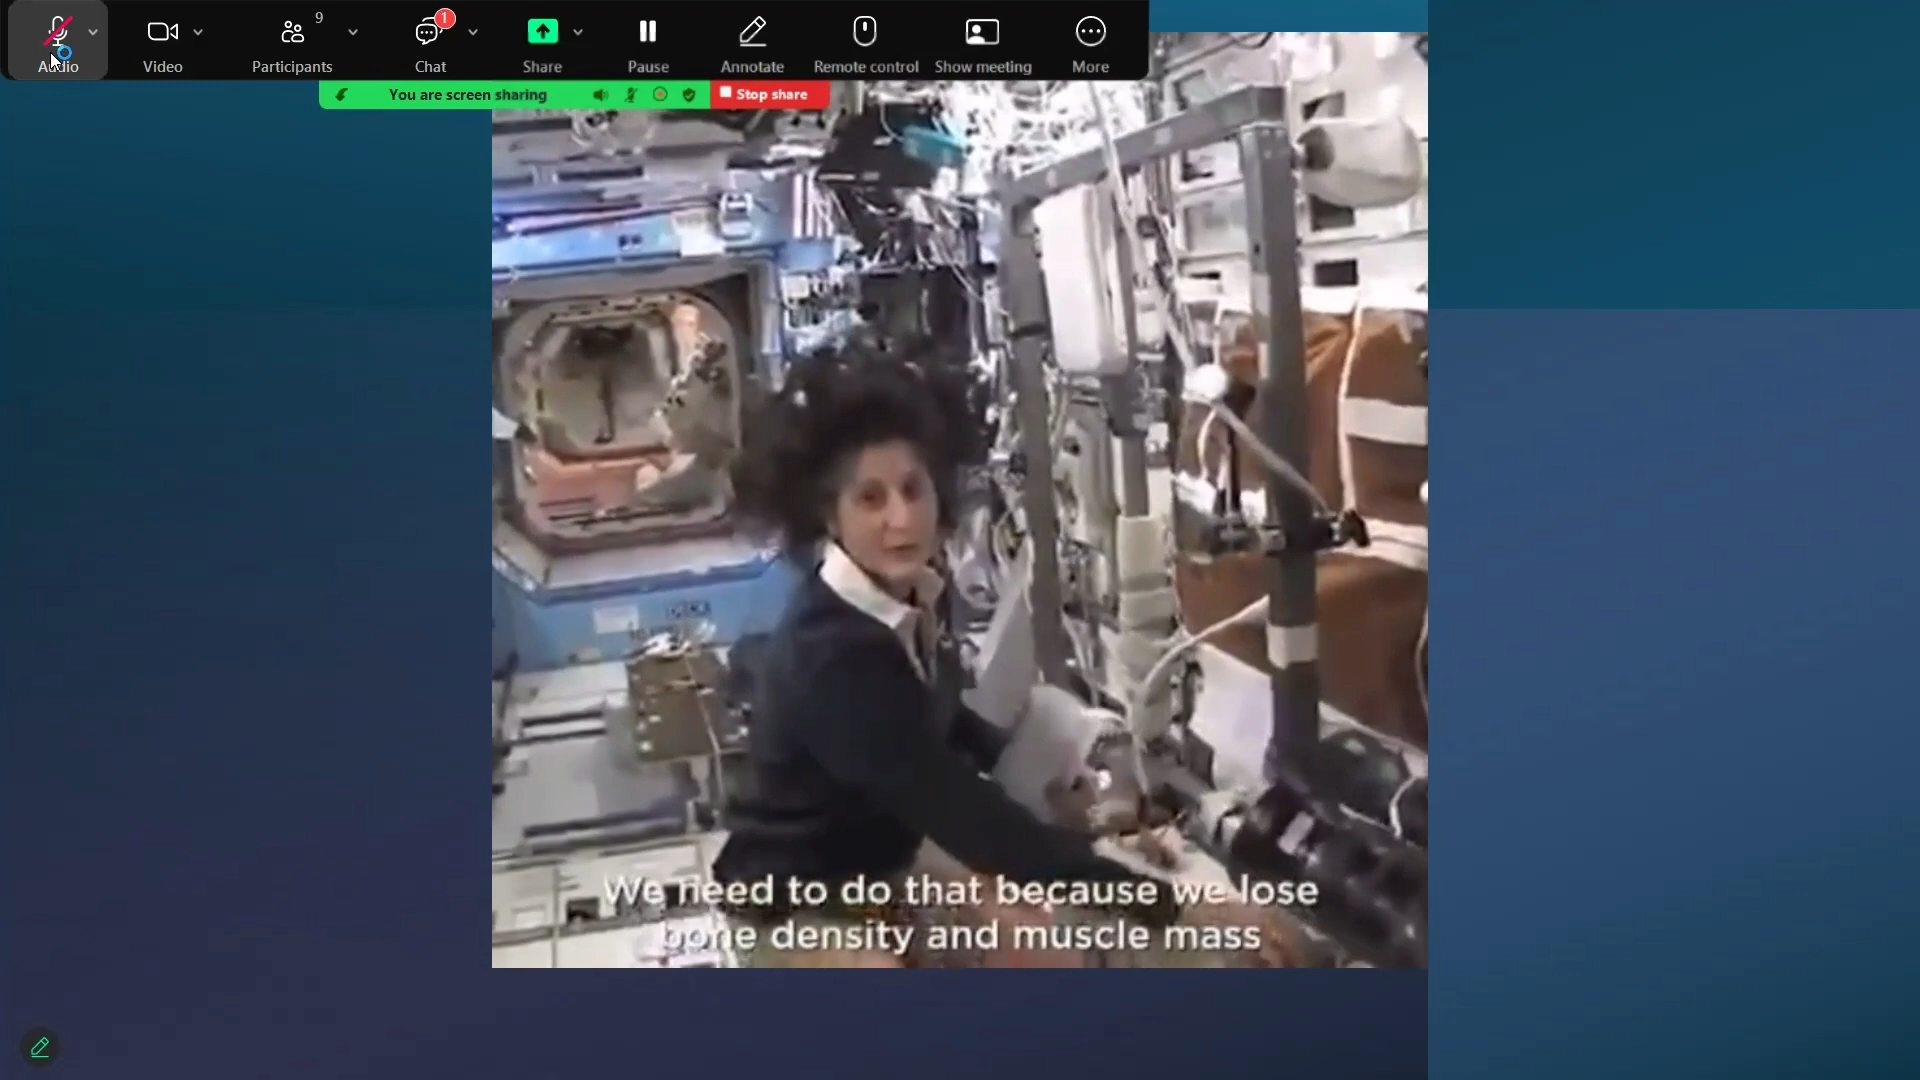 9
1
Audio
Video
Participants
Chat
Share
Pause
Annotate
Remote control
Show meeting
More
You are screen sharing
Stop share
We need to do that because we lose
bone density and muscle mass